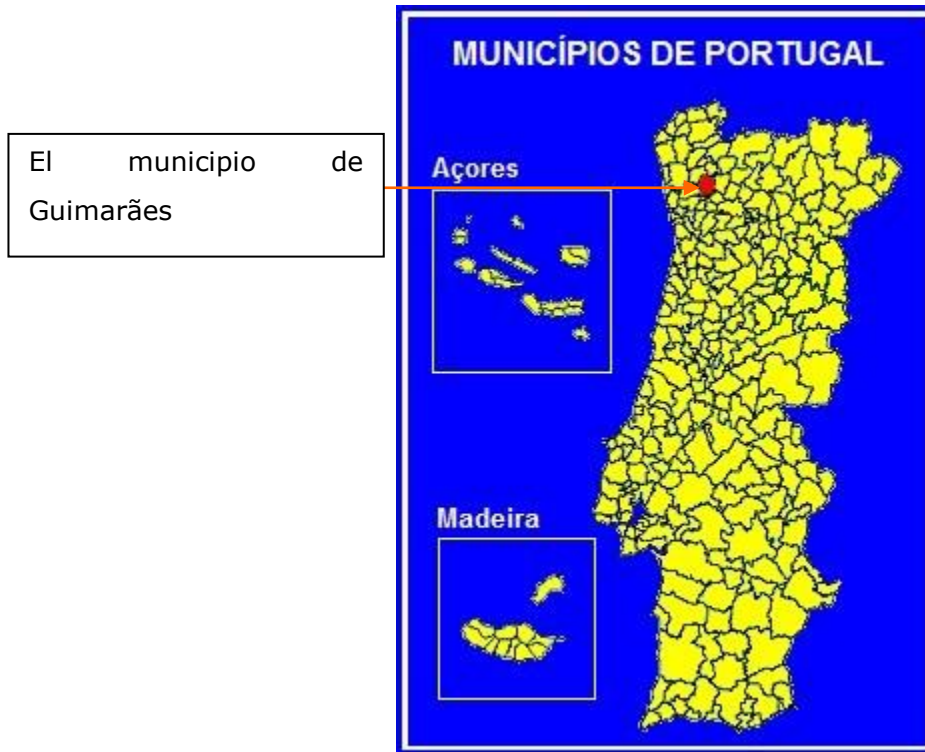 MUNICÍPIOS DE PORTUGAL
El municipio de
Guimarães
Açores
Madeira